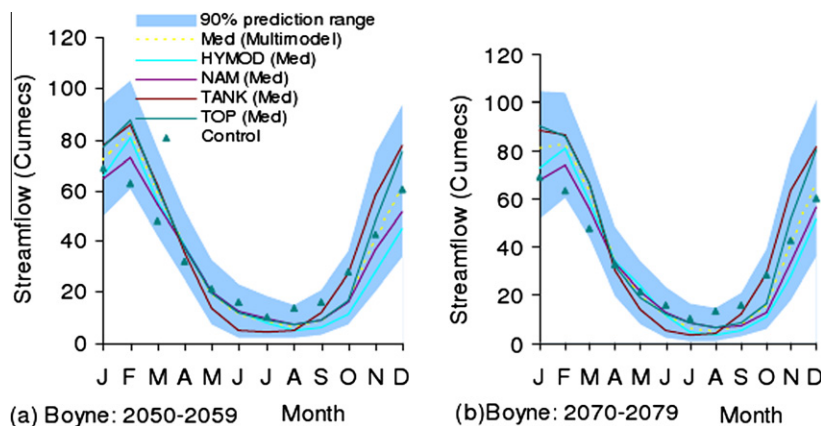 90% prediction range
Med (Multimodel)
HYMOD (Med)
NAM (Med)
TANK (Med)
TOP (Med)
Control
Streamflow (Cumecs)
120
100
80
60
40
20
0
J F M A M J J A S O N D
(a) Boyne: 2050-2059 Month
Streamflow (Cumecs)
120
100
80
60
40
20
0
J F M A M J J A S O N D
(b)Boyne: 2070-2079 Month